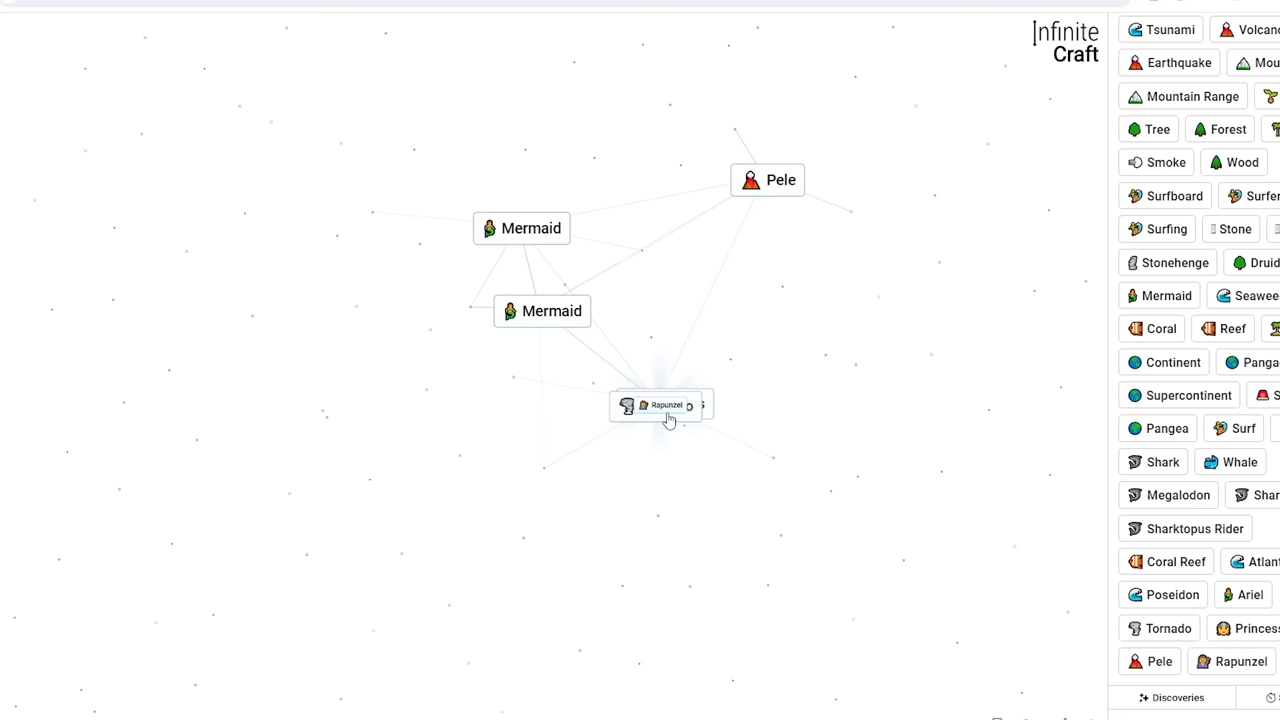 Infinite
Craft
Pele
Mermaid
Mermaid
Rapunzel
Tsunami
Earthquake
Mountain Range
Tree Forest
Smoke Wood
Surfboard
Surfing Stone
Stonehenge
Mermaid
Coral Reef
Continent
Supercontinent
Pangea Surf
Shark Whale
Megalodon
Sharktopus Rider
Coral Reef
Poseidon Ariel
Tornado
Pele Rapunzel
Discoveries